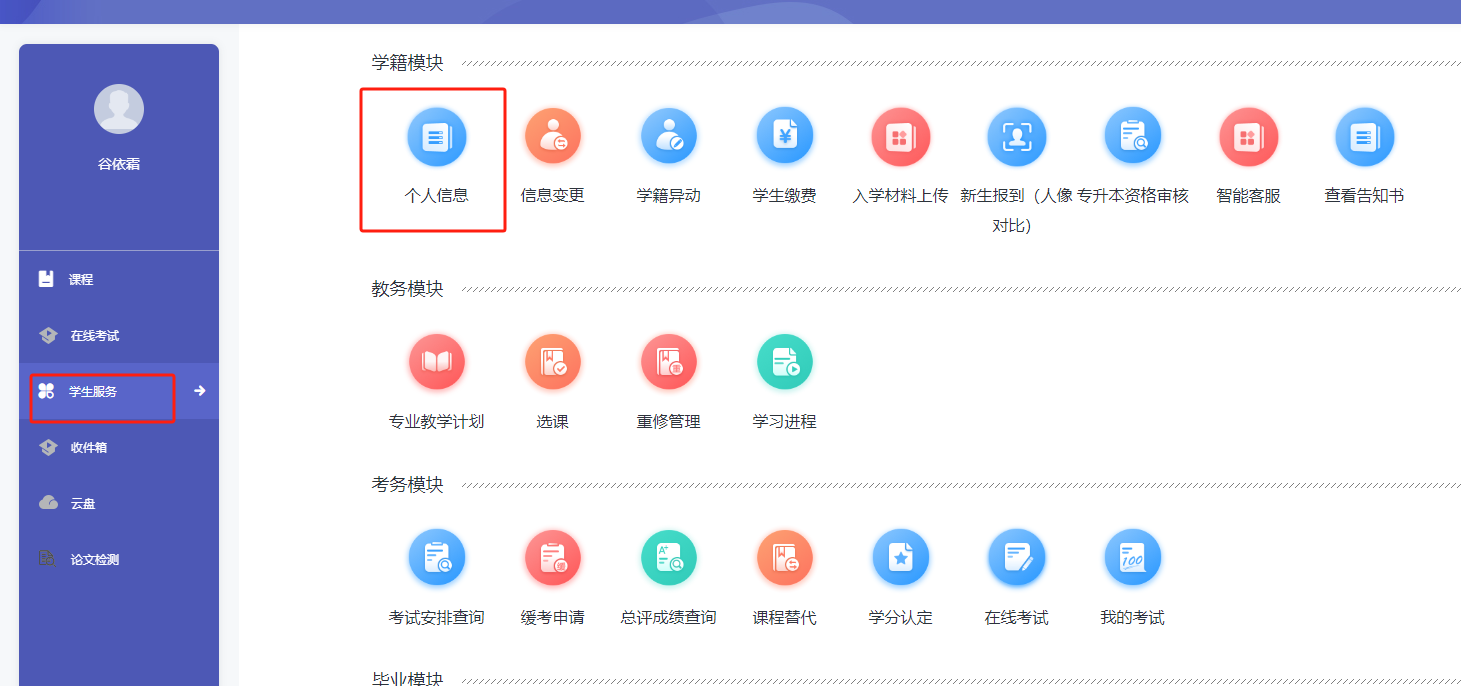 谷依霜
课程
在线考试
学生服务
收件箱
云盘
论文检测
学籍模块
个人信息
信息变更
学籍异动
学生缴费
入学材料上传
新生报到（人像
对比）
专升本资格审核
智能客服
查看告知书
教务模块
专业教学计划
选课
重修管理
学习进程
考务模块
考试安排查询
缓考申请
总评成绩查询
课程替代
学分认定
在线考试
我的考试
毕业模块